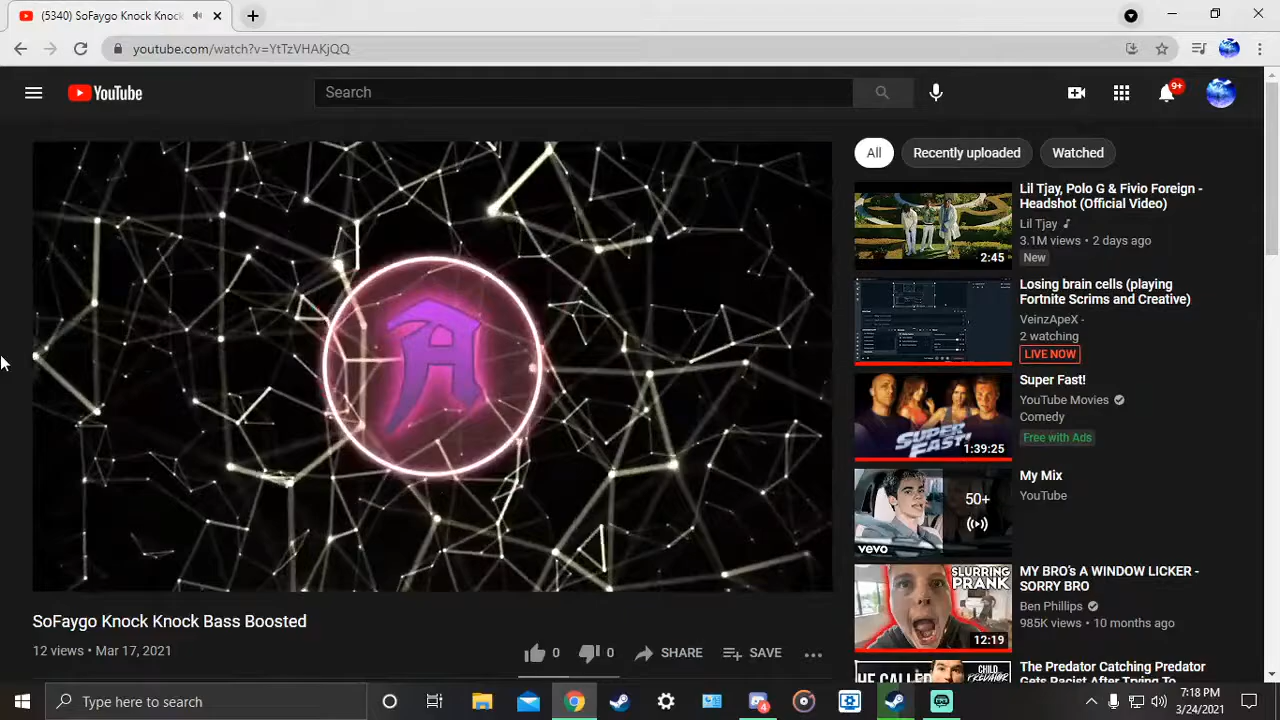 (5340) SoFaygo Knock Knock
youtube.com/watch?v=YtTzVHAKjQQ
YouTube
Search
9+
All
Recently uploaded
Watched
A
Lil Tjay, Polo G & Fivio Foreign -
Headshot (Official Video)
Lil Tjay
3.1M views • 2 days ago
New
2:45
Losing brain cells (playing
Fortnite Scrims and Creative)
VeinzApeX -
2 watching
LIVE NOW
SUPER
FAST!
1:39:25
Super Fast!
YouTube Movies
Comedy
Free with Ads
vevo
50+
My Mix
YouTube
SLURRING
PRANK
12:19
MY BRO's A WINDOW LICKER -
SORRY BRO
Ben Phillips
985K views • 10 months ago
HE CALLED
CHILD
The Predator Catching Predator
Gets Racist After Trying To
SoFaygo Knock Knock Bass Boosted
12 views • Mar 17, 2021
0
0
SHARE
SAVE
Type here to search
4
7:18 PM
3/24/2021